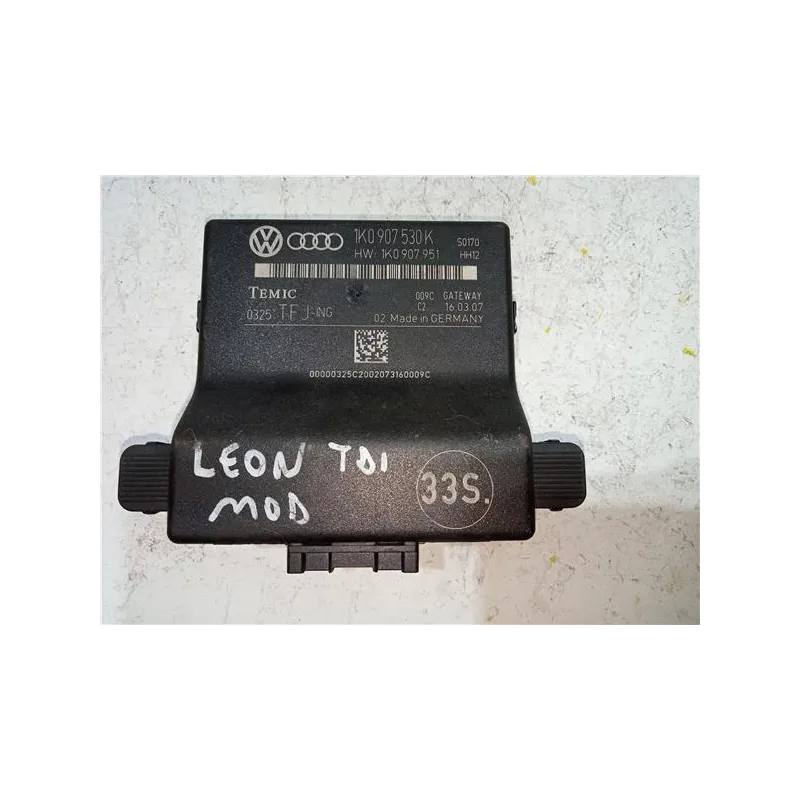 1K0 907 530 K S0170
HW: 1K0 907 951 HH12
TEMIC 009C GATEWAY
C2 16.03.07
0325 TFJ-ING 02 Made in GERMANY
00000325C2002073160009C
LEON TDI
MOD
33S.